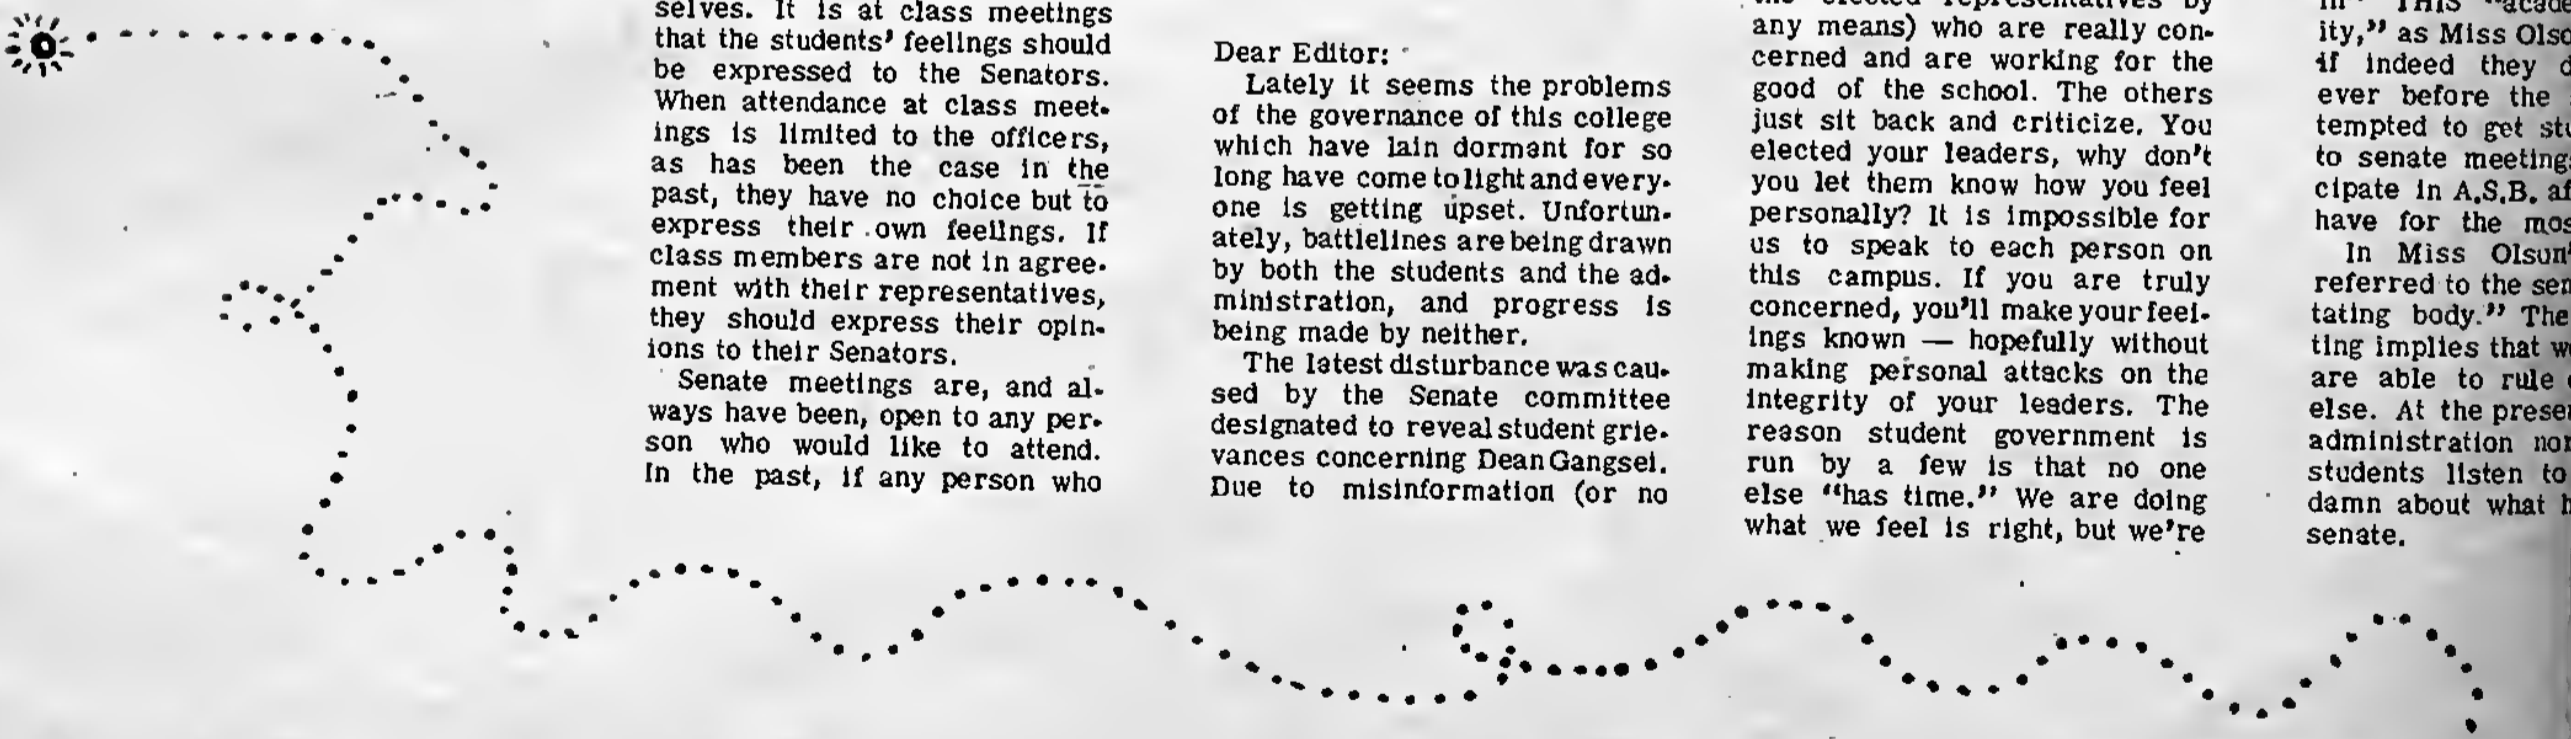 selves. It is at class meetings
that the students' feelings should
be expressed to the Senators.
When attendance at class meet-
ings is limited to the officers,
as has been the case in the
past, they have no choice but to
express their own feelings. If
class members are not in agree-
ment with their representatives,
they should express their opin-
ions to their Senators.
Senate meetings are, and al-
ways have been, open to any per-
son who would like to attend.
In the past, if any person who
Dear Editor:
Lately it seems the problems
of the governance of this college
which have lain dormant for so
long have come to light and every-
one is getting upset. Unfortun-
ately, battlelines are being drawn
by both the students and the ad-
ministration, and progress is
being made by neither.
The latest disturbance was cau-
sed by the Senate committee
designated to reveal student grie-
vances concerning Dean Gangsei.
Due to misinformation (or no
the elected representatives by
any means) who are really con-
cerned and are working for the
good of the school. The others
just sit back and criticize. You
elected your leaders, why don't
you let them know how you feel
personally? It is impossible for
us to speak to each person on
this campus. If you are truly
concerned, you'll make your feel-
ings known — hopefully without
making personal attacks on the
integrity of your leaders. The
reason student government is
run by a few is that no one
else "has time." We are doing
what we feel is right, but we're
in THIS "acade
ity," as Miss Olso
if indeed they d
ever before the
tempted to get stu
to senate meeting
cipate in A.S.B. af
have for the mos
In Miss Olson'
referred to the sen
tating body." The
ting implies that w
are able to rule
else. At the prese
administration nor
students listen to
damn about what h
senate.